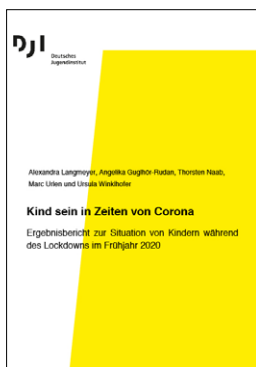 DJI
Deutsches
Jugendinstitut
Alexandra Langmeyer, Angelika Guglhör-Rudan, Thorsten Naab,
Marc Urlen und Ursula Winklhofer
Kind sein in Zeiten von Corona
Ergebnisbericht zur Situation von Kindern während
des Lockdowns im Frühjahr 2020